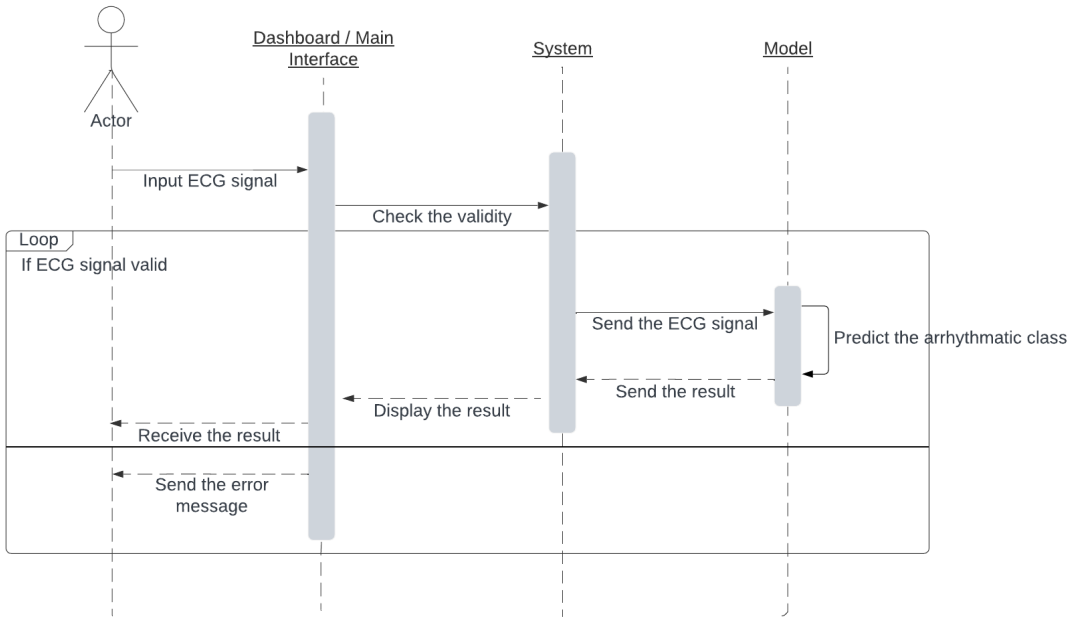 Dashboard / Main
Interface
System
Model
Actor
Input ECG signal
Check the validity
Loop
If ECG signal valid
Send the ECG signal
Predict the arrhythmatic class
Send the result
Display the result
Receive the result
Send the error
message